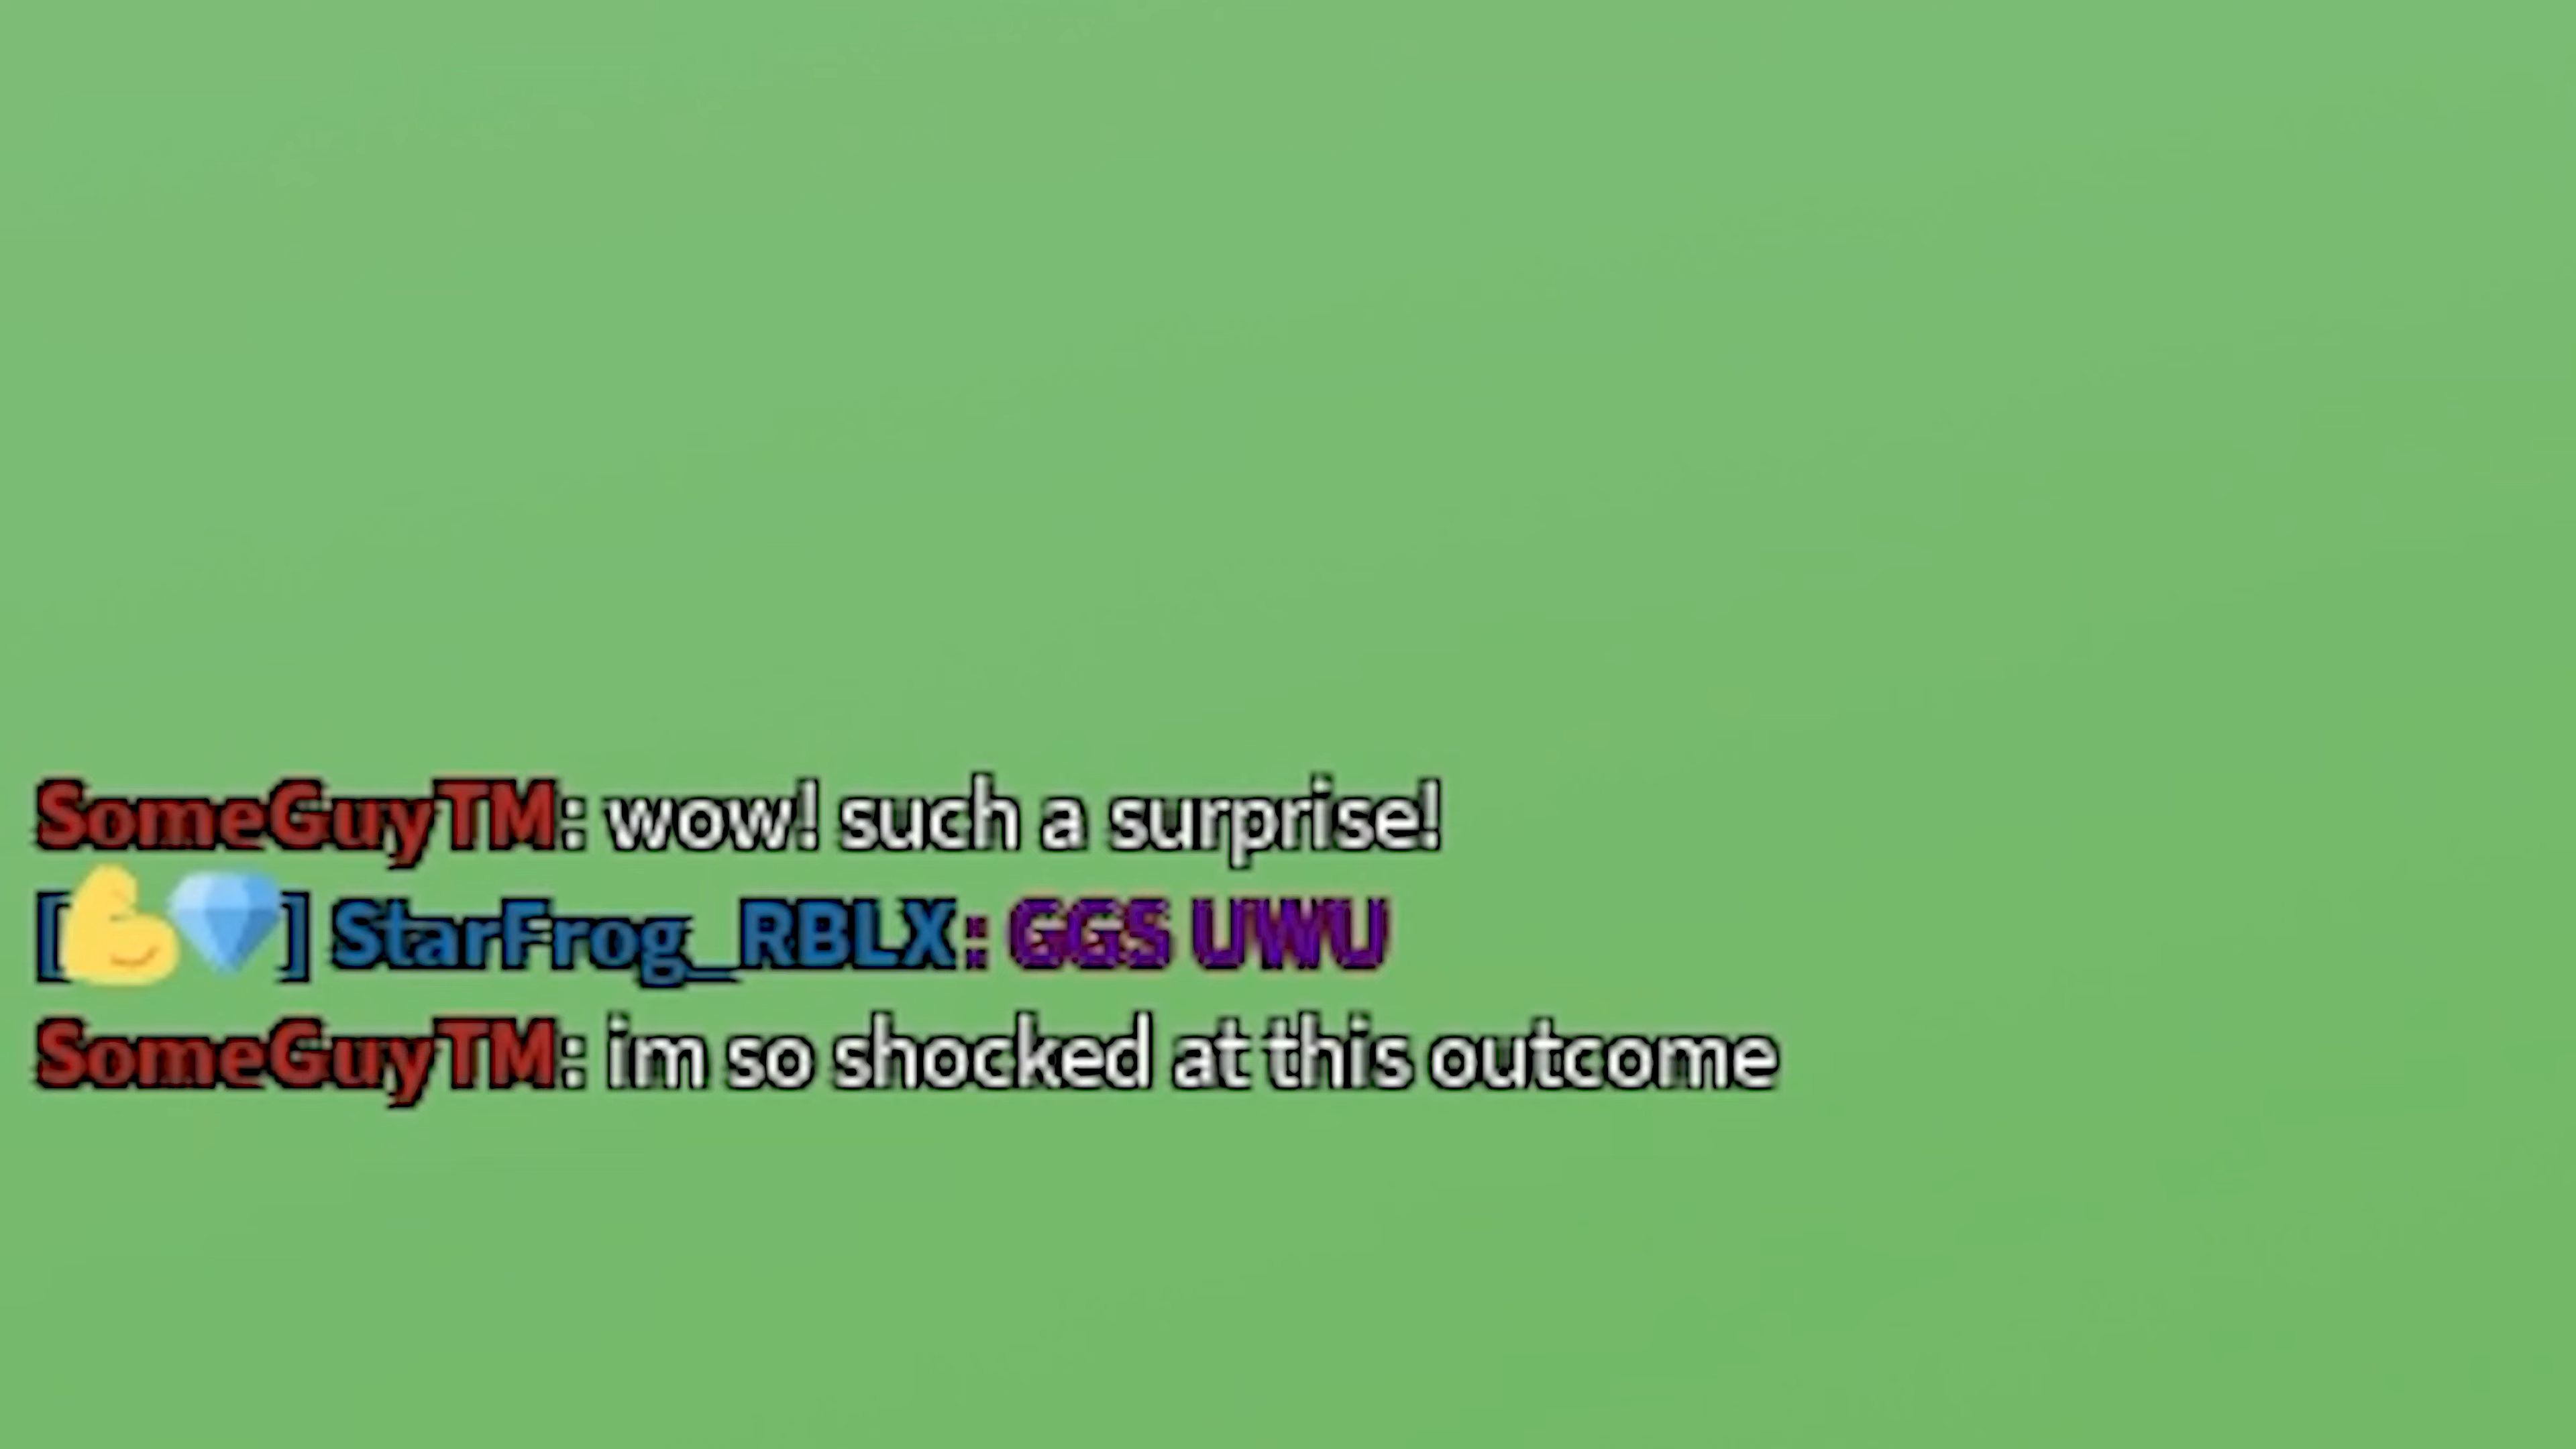 SomeGuyTM: wow! such a surprise!
[💪💎] StarFrog_RBLX: GGS UWU
SomeGuyTM: im so shocked at this outcome